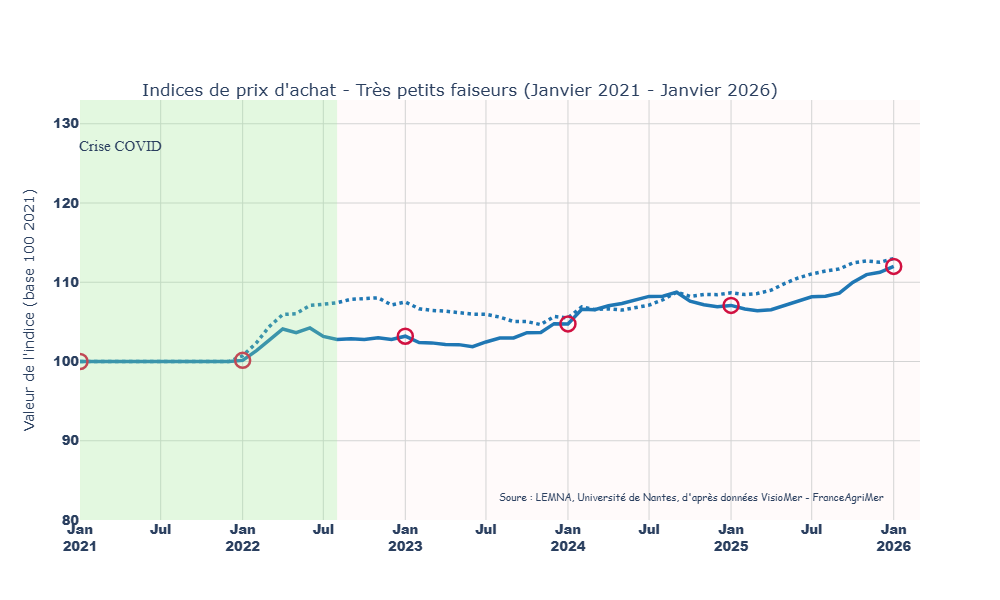 Indices de prix d'achat - Très petits faiseurs (Janvier 2021 - Janvier 2026)
Valeur de l'indice (base 100 2021)
130
Crise COVID
120
110
100
90
80
Soure : LEMNA, Université de Nantes, d'après données VisioMer - FranceAgriMer
Jan Jul Jan Jul Jan Jul Jan Jul Jan Jul Jan
2021 2022 2023 2024 2025 2026